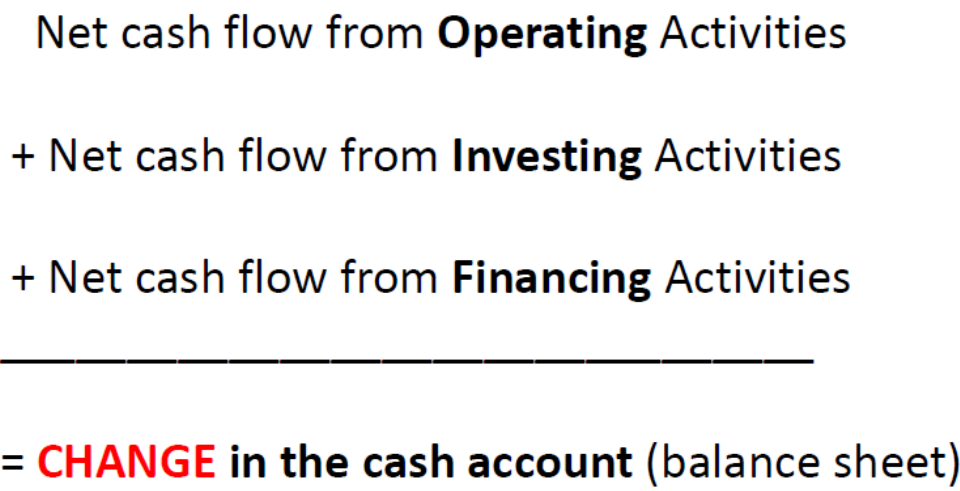 Net cash flow from Operating Activities
+ Net cash flow from Investing Activities
+ Net cash flow from Financing Activities
= CHANGE in the cash account (balance sheet)